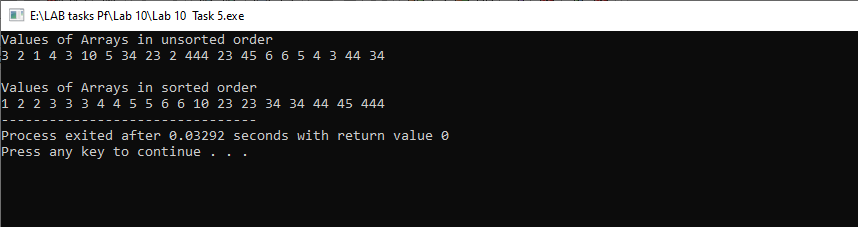 E:\LAB tasks Pf\Lab 10\Lab 10  Task 5.exe
Values of Arrays in unsorted order
3 2 1 4 3 10 5 34 23 2 444 23 45 6 6 5 4 3 44 34
Values of Arrays in sorted order
1 2 2 3 3 3 4 4 5 5 6 6 10 23 23 34 34 44 45 444
--------------------------------
Process exited after 0.03292 seconds with return value 0
Press any key to continue . . .